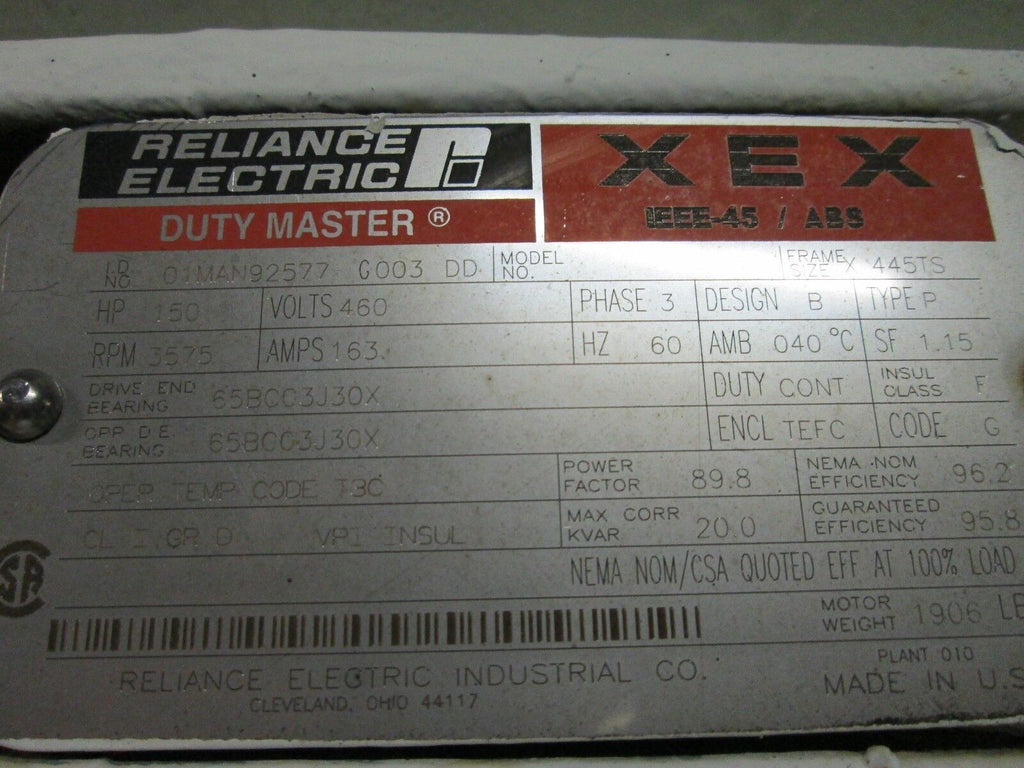 RELIANCE
ELECTRIC
DUTY MASTER ®
XEX
IEEE-45 / ABS
I.D. NO. 01MAN92577 G003 DD MODEL NO. FRAME SIZE X 445TS
HP 150 VOLTS 460 PHASE 3 DESIGN B TYPE P
RPM 3575 AMPS 163. HZ 60 AMB 040 °C SF 1.15
DRIVE END BEARING 65BC03J30X DUTY CONT INSUL CLASS F
OPP D.E. BEARING 65BC03J30X ENCL TEFC CODE G
OPER TEMP CODE T3C POWER FACTOR 89.8 NEMA NOM EFFICIENCY 96.2
CL I GR D VPI INSUL MAX CORR KVAR 20.0 GUARANTEED EFFICIENCY 95.8
SA
NEMA NOM/CSA QUOTED EFF AT 100% LOAD
MOTOR WEIGHT 1906 LB
RELIANCE ELECTRIC INDUSTRIAL CO.
CLEVELAND, OHIO 44117
PLANT 010
MADE IN U.S